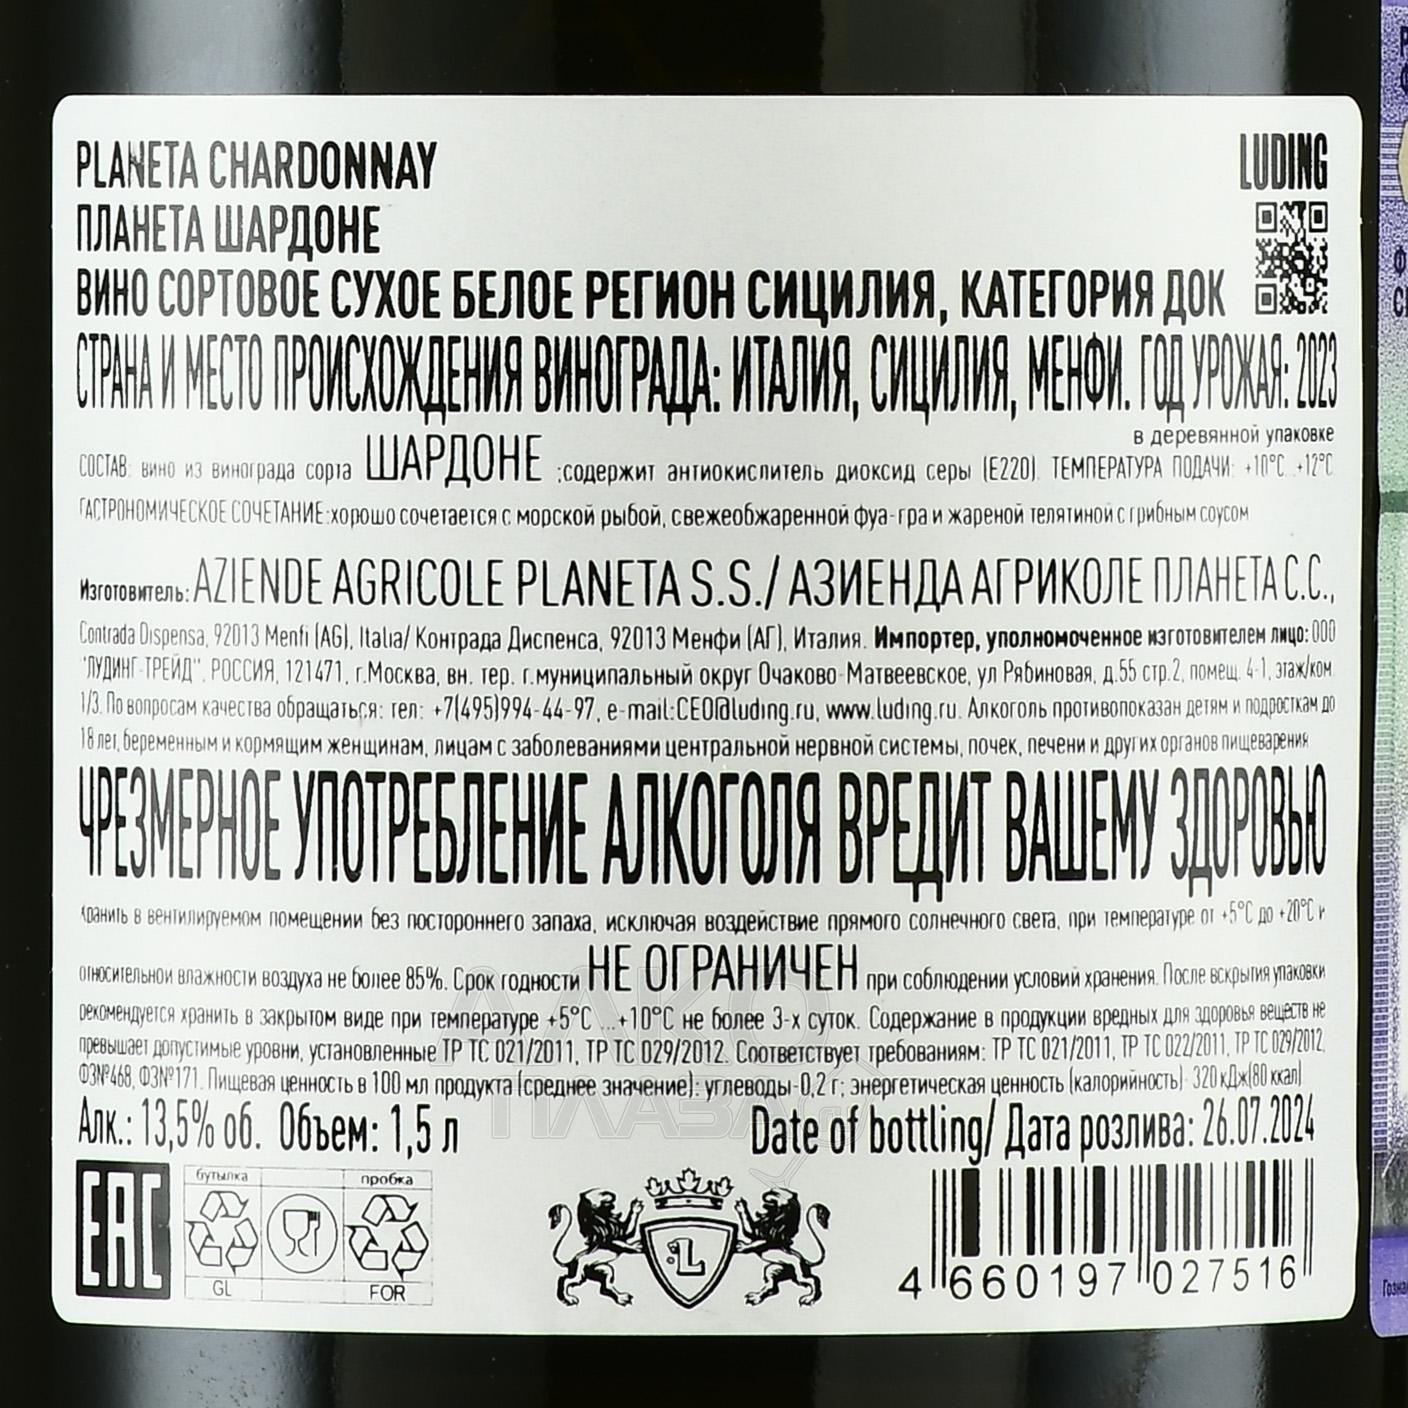 PLANETA CHARDONNAY
LUDING
ПЛАНЕТА ШАРДОНЕ
ВИНО СОРТОВОЕ СУХОЕ БЕЛОЕ РЕГИОН СИЦИЛИЯ, КАТЕГОРИЯ ДОК
СТРАНА И МЕСТО ПРОИСХОЖДЕНИЯ ВИНОГРАДА: ИТАЛИЯ, СИЦИЛИЯ, МЕНФИ. ГОД УРОЖАЯ: 2023
в деревянной упаковке
СОСТАВ: вино из винограда сорта ШАРДОНЕ ;содержит антиокислитель диоксид серы (Е220). ТЕМПЕРАТУРА ПОДАЧИ: +10°C...+12°C
ГАСТРОНОМИЧЕСКОЕ СОЧЕТАНИЕ:хорошо сочетается с морской рыбой, свежеобжаренной фуа-гра и жареной телятиной с грибным соусом
Изготовитель: AZIENDE AGRICOLE PLANETA S.S./ АЗИЕНДА АГРИКОЛЕ ПЛАНЕТА С.С.,
Contrada Dispensa, 92013 Menfi (AG), Italia/ Контрада Диспенса, 92013 Менфи (АГ), Италия. Импортер, уполномоченное изготовителем лицо: ООО
"ЛУДИНГ-ТРЕЙД", РОССИЯ, 121471, г.Москва, вн. тер. г.муниципальный округ Очаково-Матвеевское, ул Рябиновая, д.55 стр.2, помещ. 4-1, этаж/ком.
1/3. По вопросам качества обращаться: тел: +7(495)994-44-97, e-mail:CEO@luding.ru, www.luding.ru. Алкоголь противопоказан детям и подросткам до
18 лет, беременным и кормящим женщинам, лицам с заболеваниями центральной нервной системы, почек, печени и других органов пищеварения
ЧРЕЗМЕРНОЕ УПОТРЕБЛЕНИЕ АЛКОГОЛЯ ВРЕДИТ ВАШЕМУ ЗДОРОВЬЮ
Хранить в вентилируемом помещении без постороннего запаха, исключая воздействие прямого солнечного света, при температуре от +5°C до +20°C и
относительной влажности воздуха не более 85%. Срок годности НЕ ОГРАНИЧЕН при соблюдении условий хранения. После вскрытия упаковки
рекомендуется хранить в закрытом виде при температуре +5°C ...+10°C не более 3-х суток. Содержание в продукции вредных для здоровья веществ не
превышает допустимые уровни, установленные ТР ТС 021/2011, ТР ТС 029/2012. Соответствует требованиям: ТР ТС 021/2011, ТР ТС 022/2011, ТР ТС 029/2012,
ФЗ№468, ФЗ№171. Пищевая ценность в 100 мл продукта (среднее значение): углеводы-0,2 г; энергетическая ценность (калорийность)- 320 кДж(80 ккал)
АЛКО
ПЛАЗА
Алк.: 13,5% об. Объем: 1,5 л
Date of bottling/ Дата розлива: 26.07.2024
EAC
бутылка
пробка
GL
FOR
L
4 660197 027516